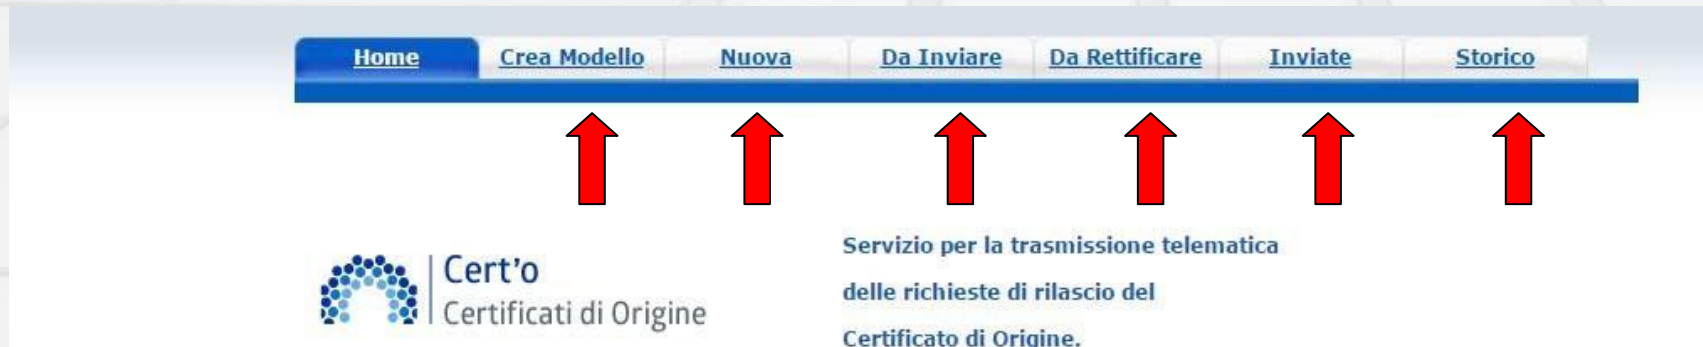 Home Crea Modello Nuova Da Inviare Da Rettificare Inviate Storico
Cert'o
Certificati di Origine
Servizio per la trasmissione telematica
delle richieste di rilascio del
Certificato di Origine.